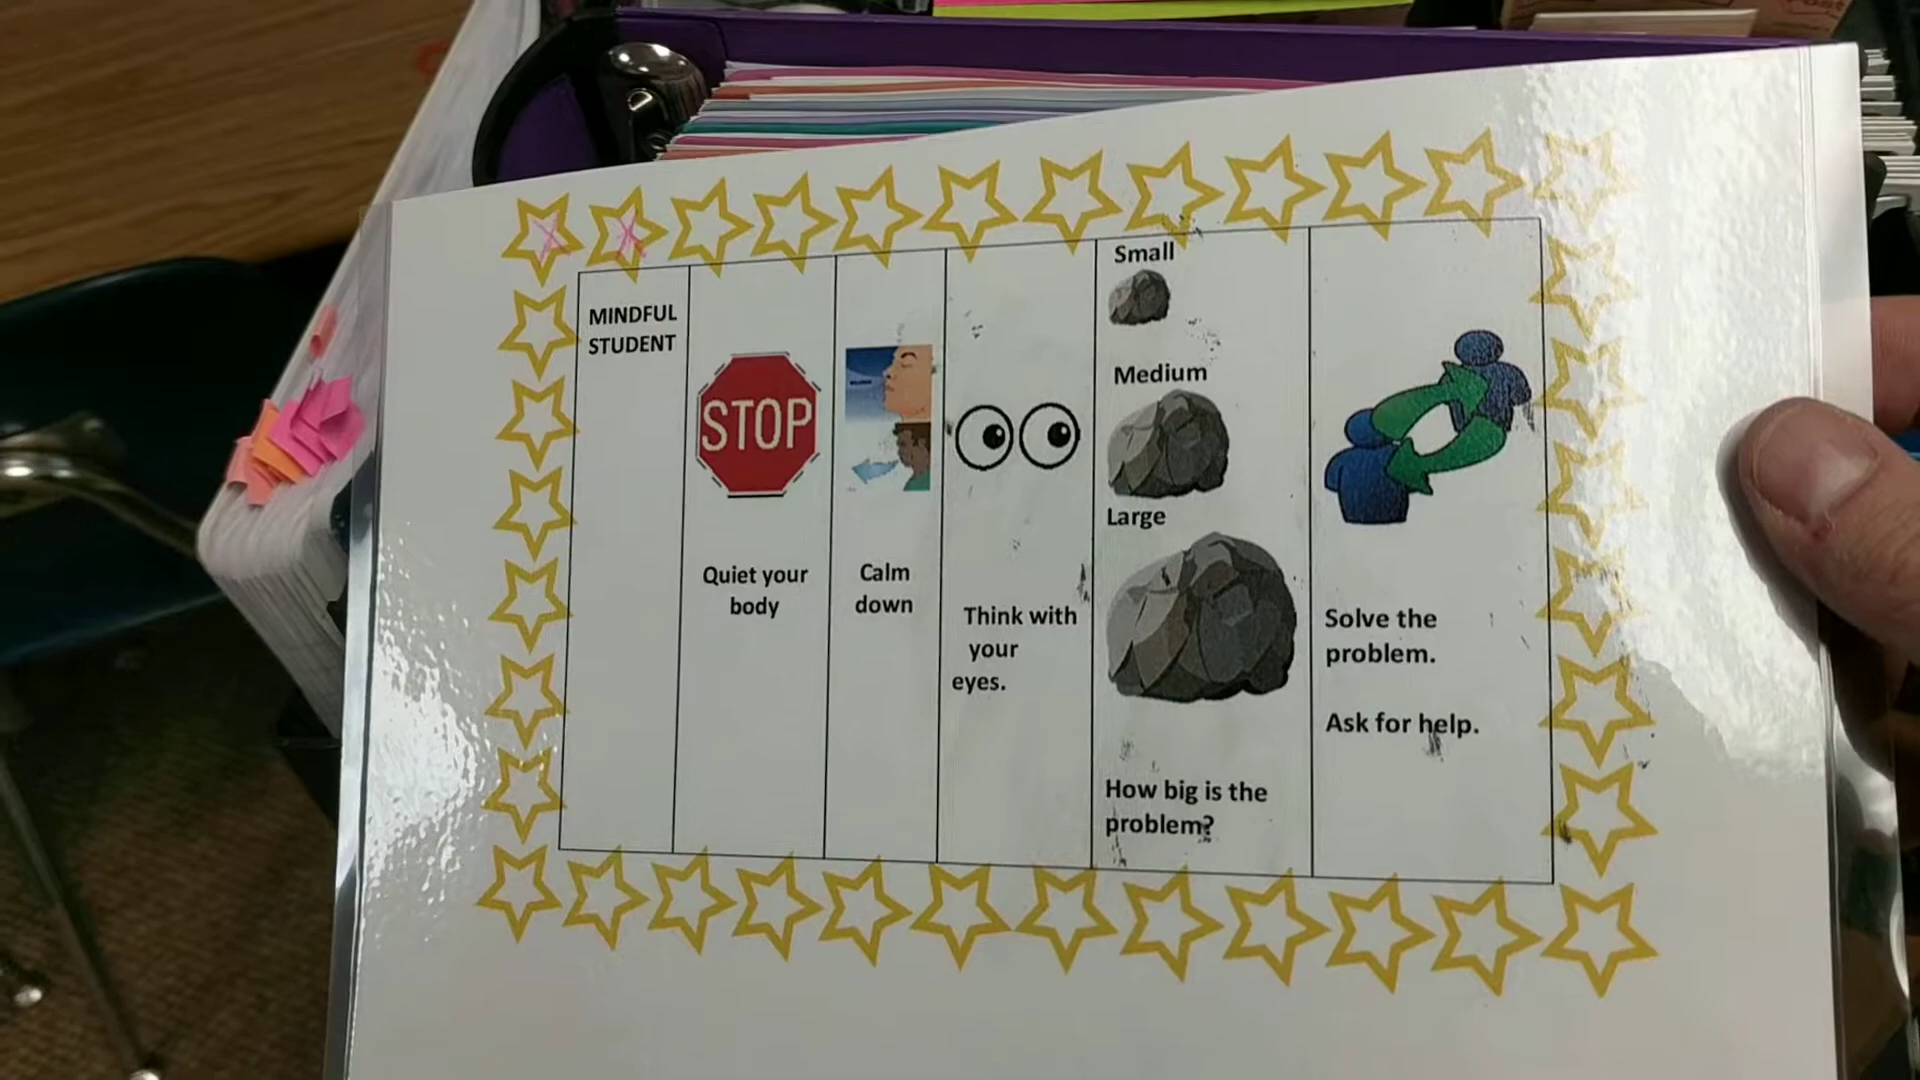 MINDFUL
STUDENT
STOP
Quiet your
body
Calm
down
Think with
your
eyes.
Small
Medium
Large
How big is the
problem?
Solve the
problem.
Ask for help.